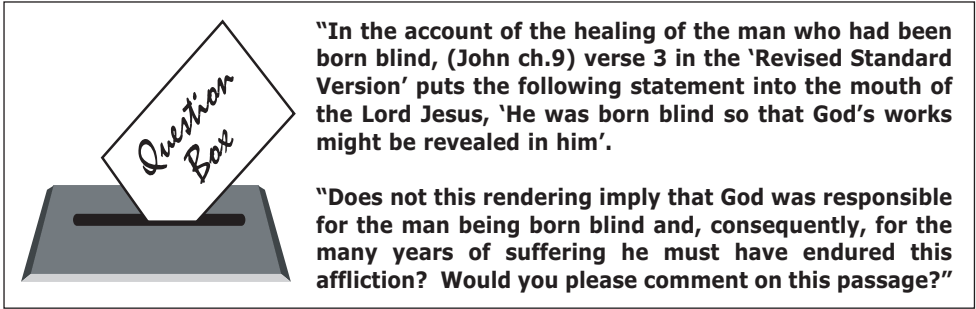 Question
Box
“In the account of the healing of the man who had been
born blind, (John ch.9) verse 3 in the ‘Revised Standard
Version’ puts the following statement into the mouth of
the Lord Jesus, ‘He was born blind so that God’s works
might be revealed in him’.
“Does not this rendering imply that God was responsible
for the man being born blind and, consequently, for the
many years of suffering he must have endured this
affliction? Would you please comment on this passage?”